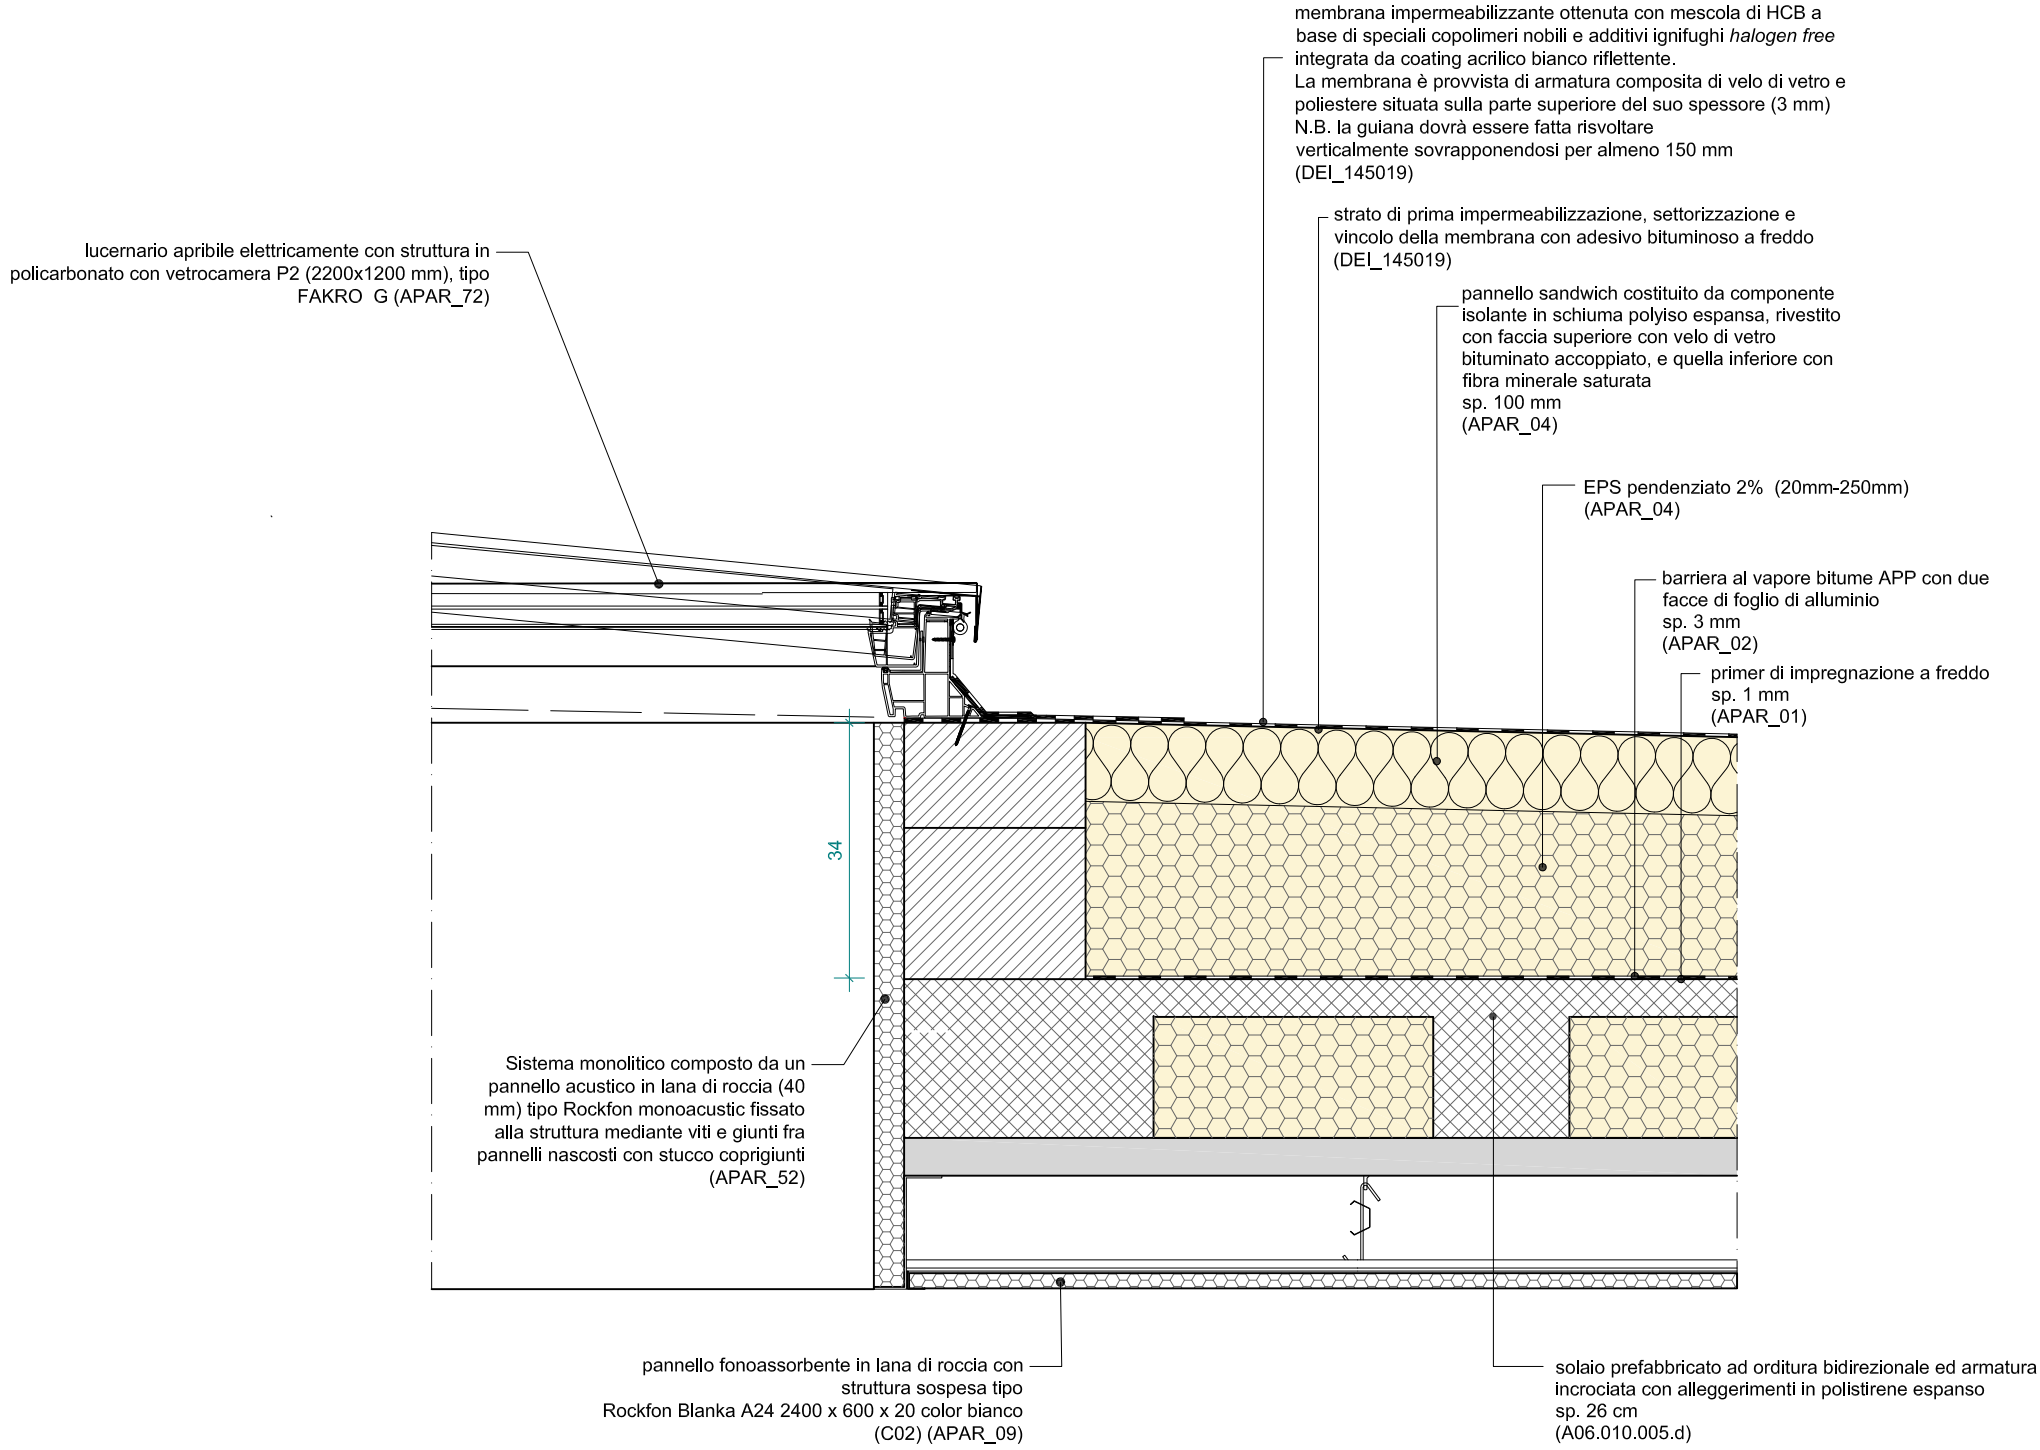 membrana impermeabilizzante ottenuta con mescola di HCB a
base di speciali copolimeri nobili e additivi ignifughi halogen free
integrata da coating acrilico bianco riflettente.
La membrana è provvista di armatura composita di velo di vetro e
poliestere situata sulla parte superiore del suo spessore (3 mm)
N.B. la guiana dovrà essere fatta risvoltare
verticalmente sovrapponendosi per almeno 150 mm
(DEI_145019)
strato di prima impermeabilizzazione, settorizzazione e
vincolo della membrana con adesivo bituminoso a freddo
(DEI_145019)
lucernario apribile elettricamente con struttura in
policarbonato con vetrocamera P2 (2200x1200 mm), tipo
FAKRO G (APAR_72)
pannello sandwich costituito da componente
isolante in schiuma polyiso espansa, rivestito
con faccia superiore con velo di vetro
bituminato accoppiato, e quella inferiore con
fibra minerale saturata
sp. 100 mm
(APAR_04)
EPS pendenziato 2% (20mm-250mm)
(APAR_04)
barriera al vapore bitume APP con due
facce di foglio di alluminio
sp. 3 mm
(APAR_02)
primer di impregnazione a freddo
sp. 1 mm
(APAR_01)
34
Sistema monolitico composto da un
pannello acustico in lana di roccia (40
mm) tipo Rockfon monoacustic fissato
alla struttura mediante viti e giunti fra
pannelli nascosti con stucco coprigiunti
(APAR_52)
pannello fonoassorbente in lana di roccia con
struttura sospesa tipo
Rockfon Blanka A24 2400 x 600 x 20 color bianco
(C02) (APAR_09)
solaio prefabbricato ad orditura bidirezionale ed armatura
incrociata con alleggerimenti in polistirene espanso
sp. 26 cm
(A06.010.005.d)